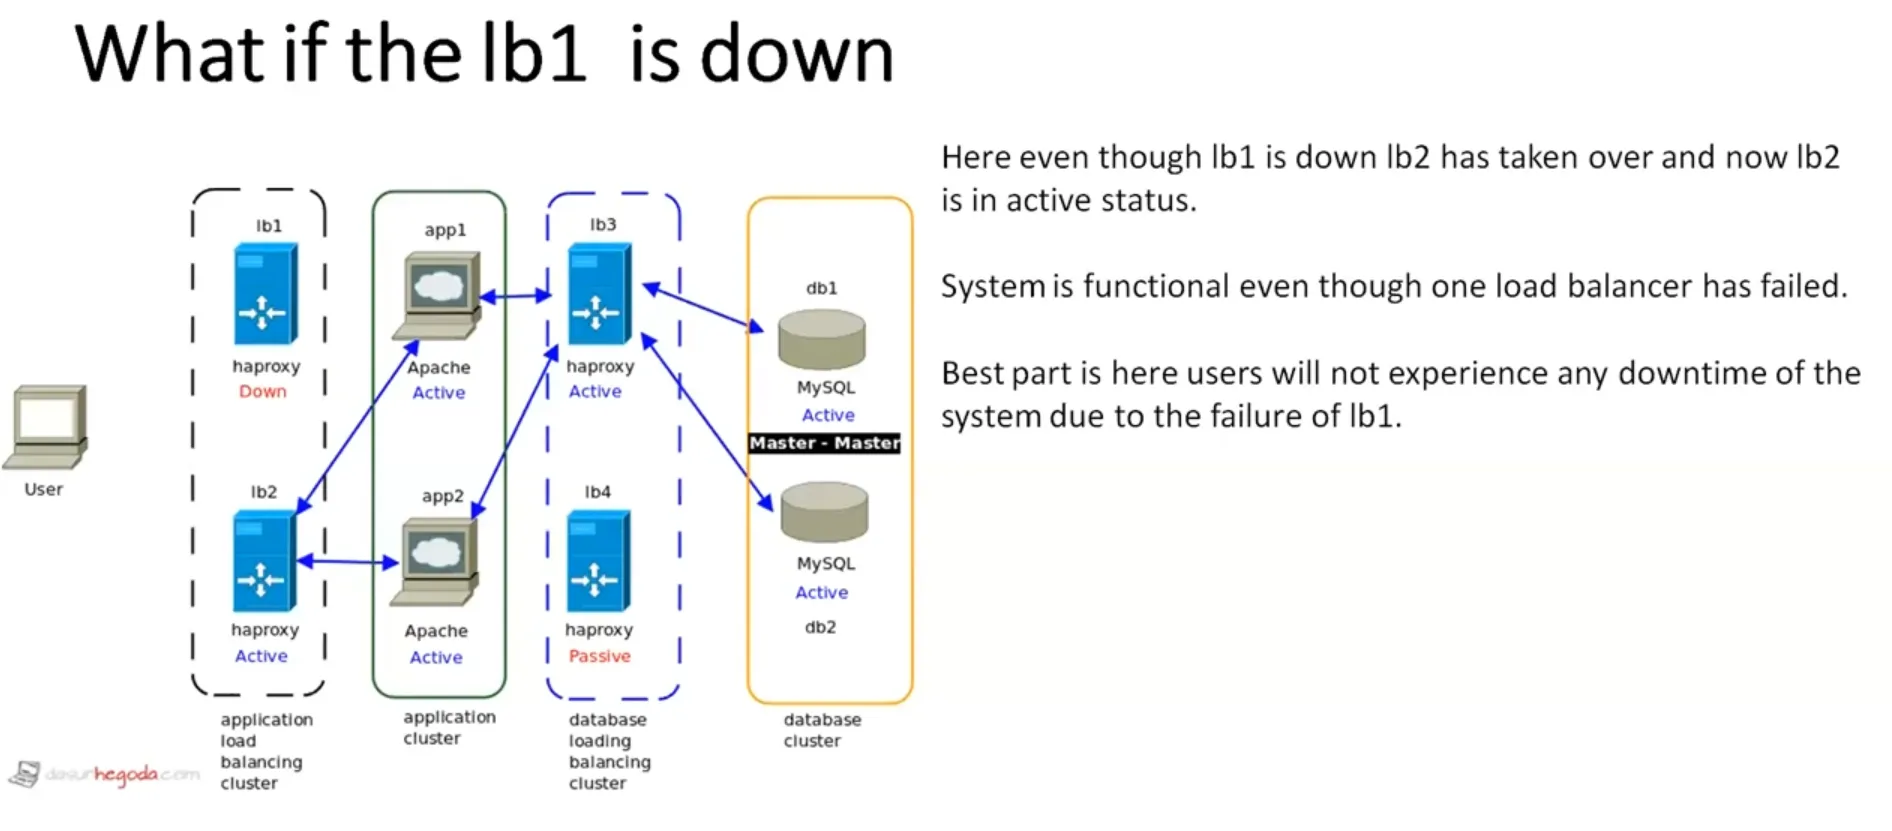 What if the lb1 is down
Here even though lb1 is down lb2 has taken over and now lb2
is in active status.
System is functional even though one load balancer has failed.
Best part is here users will not experience any downtime of the
system due to the failure of lb1.
User
lb1
haproxy
Down
lb2
haproxy
Active
application
load
balancing
cluster
app1
Apache
Active
app2
Apache
Active
application
cluster
lb3
haproxy
Active
lb4
haproxy
Passive
database
loading
balancing
cluster
db1
MySQL
Active
Master - Master
MySQL
Active
db2
database
cluster
dasunhegoda.com